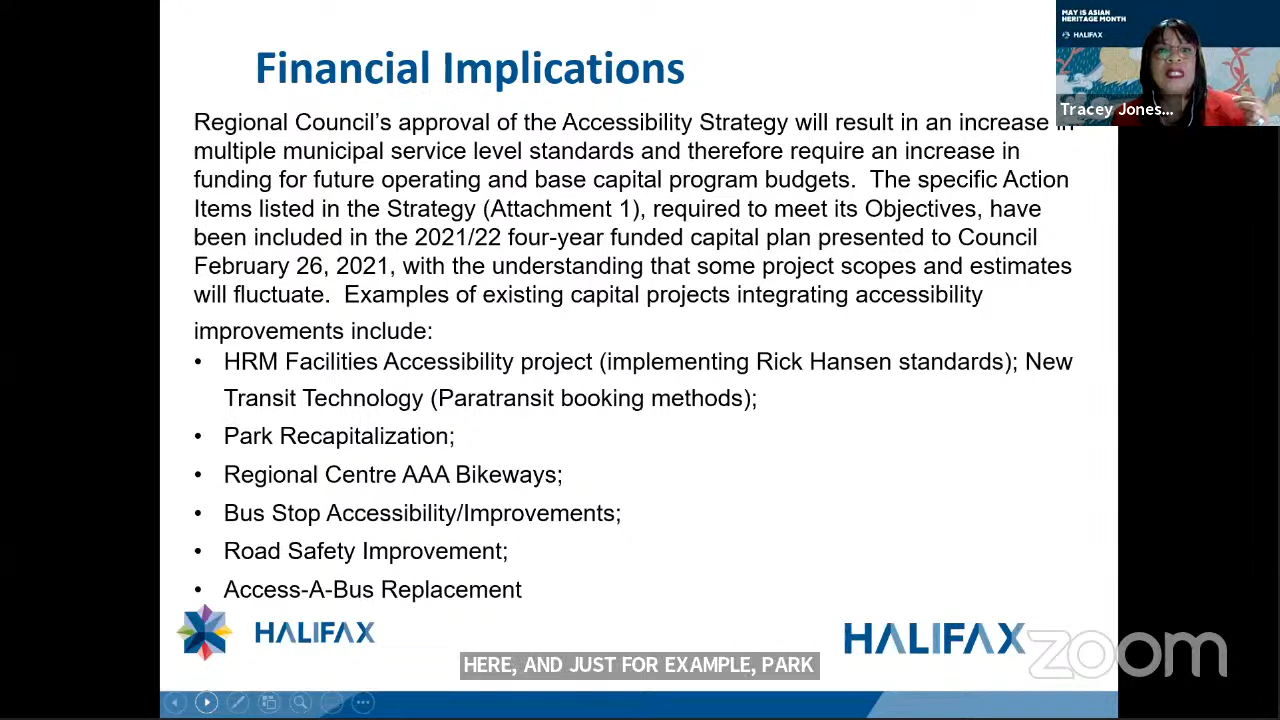 Financial Implications
MAY IS ASIAN
HERITAGE MONTH
HALIFAX
Tracey Jones...
Regional Council's approval of the Accessibility Strategy will result in an increase in
multiple municipal service level standards and therefore require an increase in
funding for future operating and base capital program budgets.  The specific Action
Items listed in the Strategy (Attachment 1), required to meet its Objectives, have
been included in the 2021/22 four-year funded capital plan presented to Council
February 26, 2021, with the understanding that some project scopes and estimates
will fluctuate.  Examples of existing capital projects integrating accessibility
improvements include:
• HRM Facilities Accessibility project (implementing Rick Hansen standards); New
Transit Technology (Paratransit booking methods);
• Park Recapitalization;
• Regional Centre AAA Bikeways;
• Bus Stop Accessibility/Improvements;
• Road Safety Improvement;
• Access-A-Bus Replacement
HALIFAX
HALIFAX
zoom
HERE, AND JUST FOR EXAMPLE, PARK